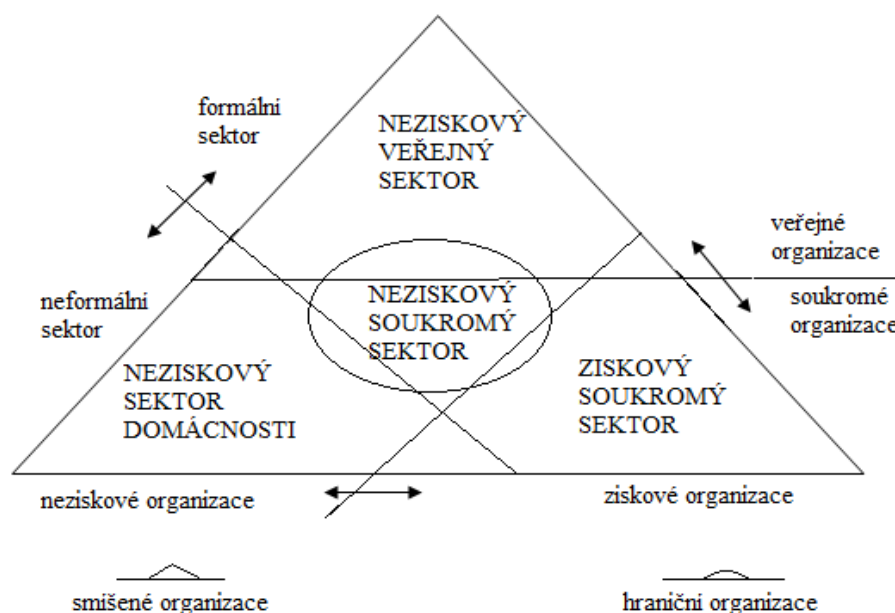 formální
sektor
NEZISKOVÝ
VEŘEJNÝ
SEKTOR
veřejné
organizace
neformální
sektor
NEZISKOVÝ
SOUKROMÝ
SEKTOR
soukromé
organizace
NEZISKOVÝ
SEKTOR
DOMÁCNOSTI
ZISKOVÝ
SOUKROMÝ
SEKTOR
neziskové organizace
ziskové organizace
smíšené organizace
hraniční organizace